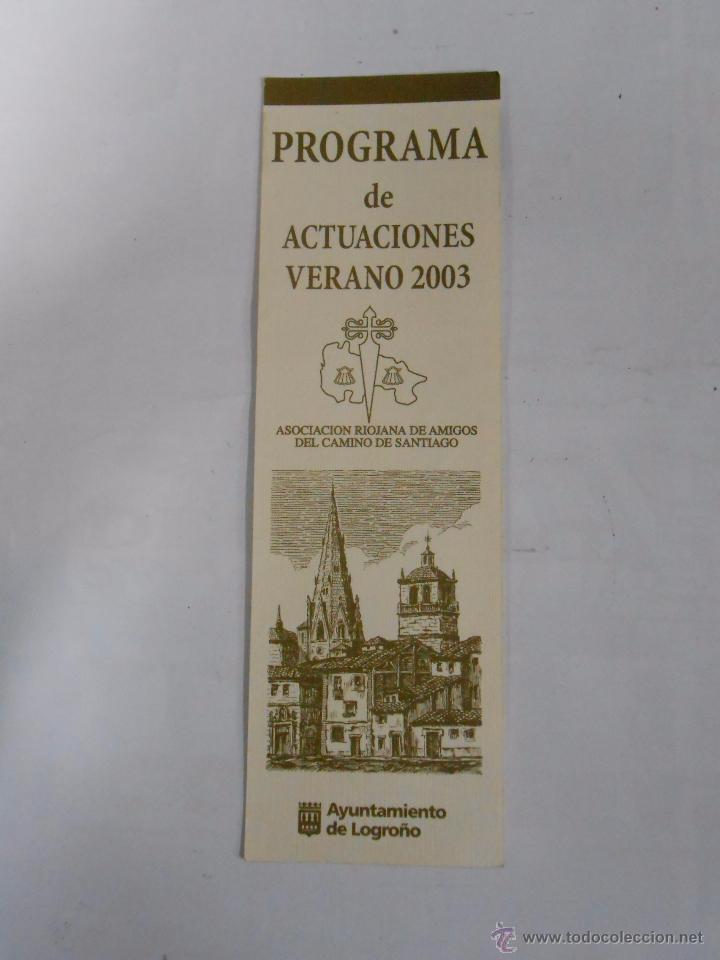 PROGRAMA
de
ACTUACIONES
VERANO 2003
ASOCIACION RIOJANA DE AMIGOS
DEL CAMINO DE SANTIAGO
Ayuntamiento
de Logroño
© www.todocoleccion.net